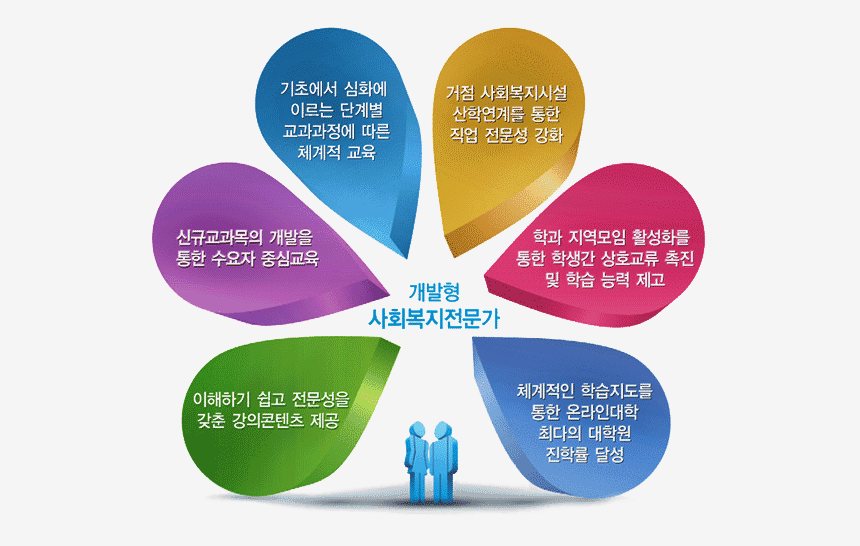 기초에서 심화에
이르는 단계별
교과과정에 따른
체계적 교육
거점 사회복지시설
산학연계를 통한
직업 전문성 강화
신규교과목의 개발을
통한 수요자 중심교육
학과 지역모임 활성화를
통한 학생간 상호교류 촉진
및 학습 능력 제고
개발형
사회복지전문가
이해하기 쉽고 전문성을
갖춘 강의콘텐츠 제공
체계적인 학습지도를
통한 온라인대학
최다의 대학원
진학률 달성